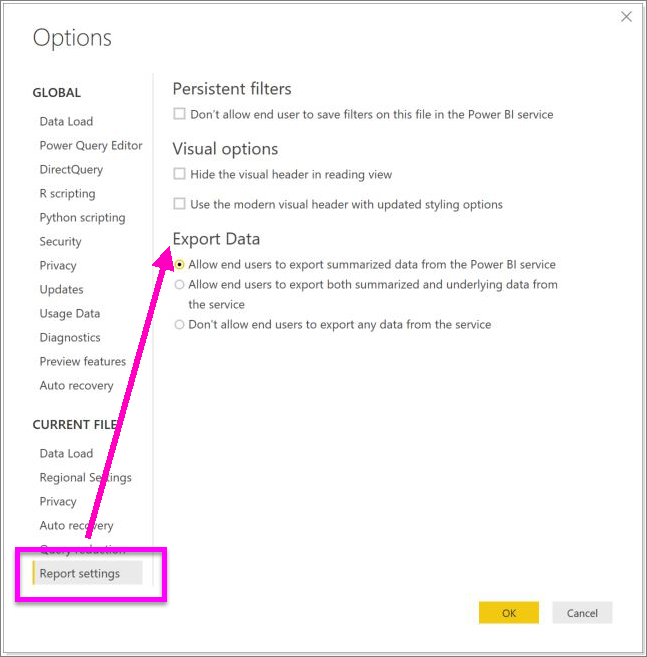 Options
GLOBAL
Data Load
Power Query Editor
DirectQuery
R scripting
Python scripting
Security
Privacy
Updates
Usage Data
Diagnostics
Preview features
Auto recovery
CURRENT FILE
Data Load
Regional Settings
Privacy
Auto recovery
Query reduction
Report settings
Persistent filters
Don't allow end user to save filters on this file in the Power BI service
Visual options
Hide the visual header in reading view
Use the modern visual header with updated styling options
Export Data
Allow end users to export summarized data from the Power BI service
Allow end users to export both summarized and underlying data from
the service
Don't allow end users to export any data from the service
OK
Cancel